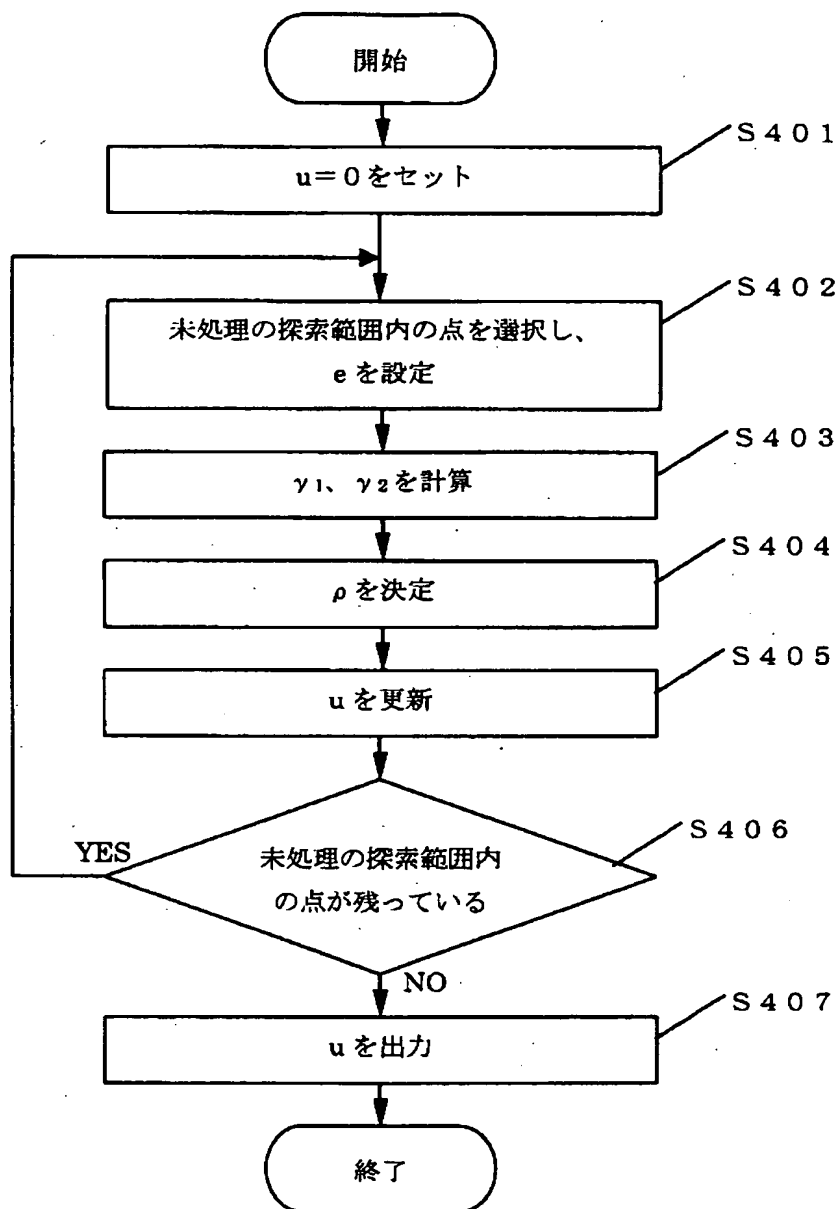 開始
S401
u=0をセット
S402
未処理の探索範囲内の点を選択し、
eを設定
S403
γ1、γ2を計算
S404
ρを決定
S405
uを更新
S406
YES
未処理の探索範囲内
の点が残っている
NO
S407
uを出力
終了